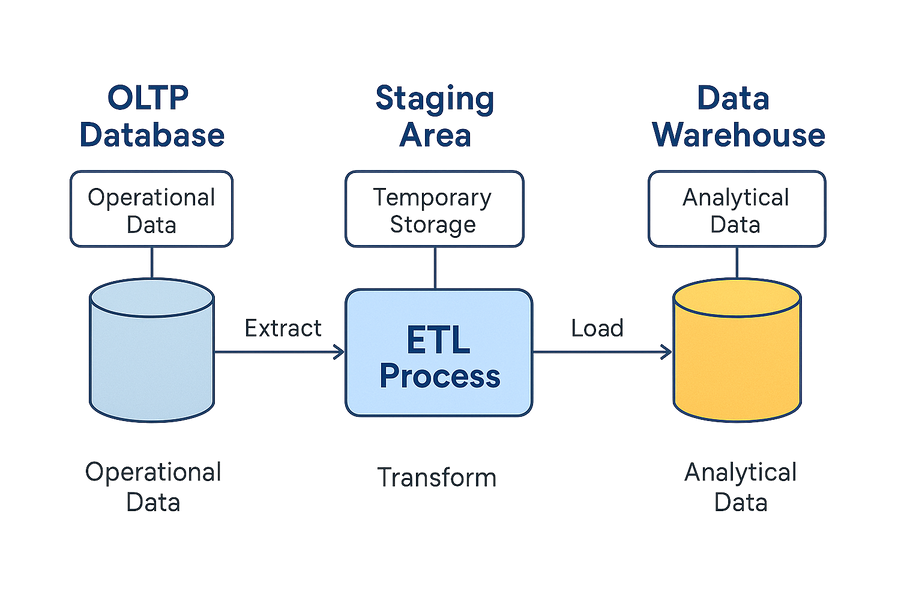 OLTP
Database
Staging
Area
Data
Warehouse
Operational
Data
Temporary
Storage
Analytical
Data
Extract
ETL
Process
Load
Operational
Data
Transform
Analytical
Data